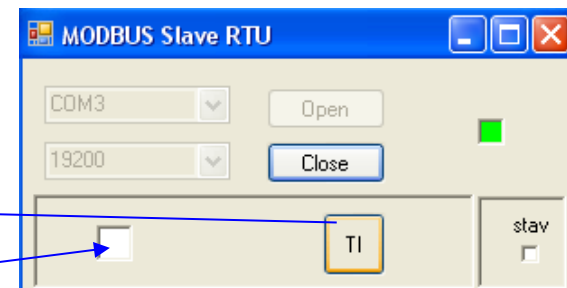 MODBUS Slave RTU
COM3
Open
19200
Close
TI
stav